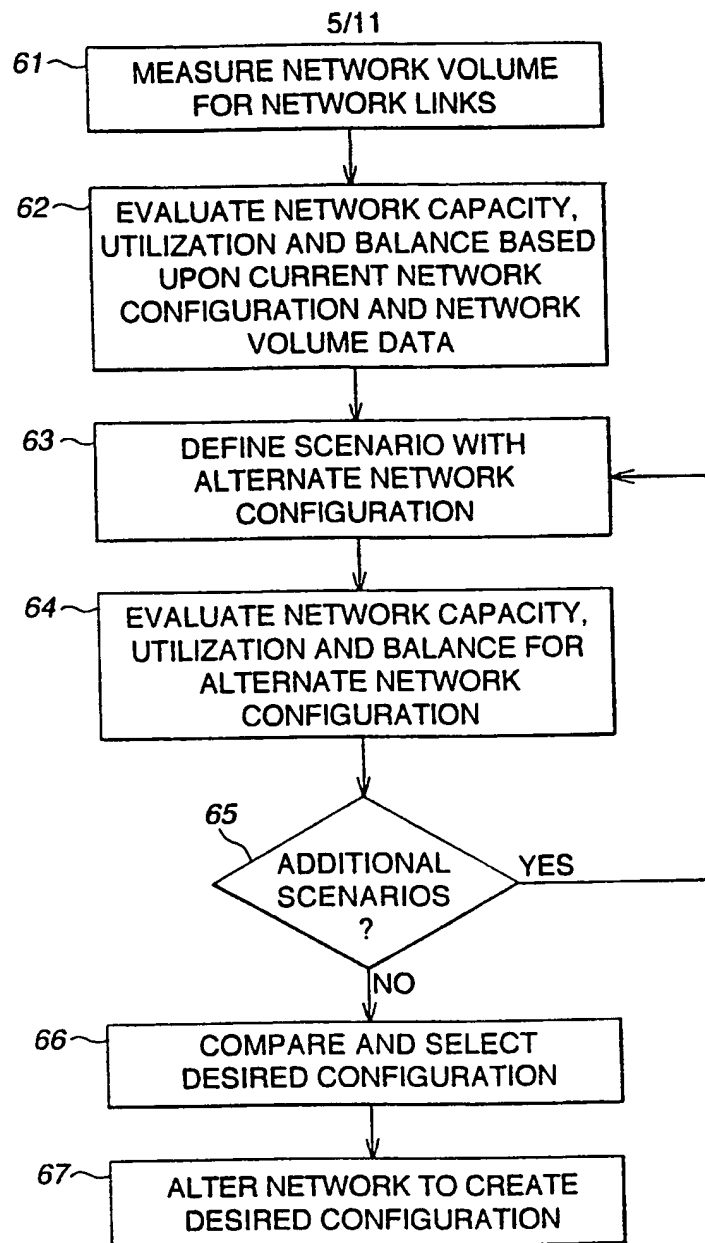 5/11
61
MEASURE NETWORK VOLUME
FOR NETWORK LINKS
62
EVALUATE NETWORK CAPACITY,
UTILIZATION AND BALANCE BASED
UPON CURRENT NETWORK
CONFIGURATION AND NETWORK
VOLUME DATA
63
DEFINE SCENARIO WITH
ALTERNATE NETWORK
CONFIGURATION
64
EVALUATE NETWORK CAPACITY,
UTILIZATION AND BALANCE FOR
ALTERNATE NETWORK
CONFIGURATION
65
ADDITIONAL
SCENARIOS
?
YES
NO
66
COMPARE AND SELECT
DESIRED CONFIGURATION
67
ALTER NETWORK TO CREATE
DESIRED CONFIGURATION